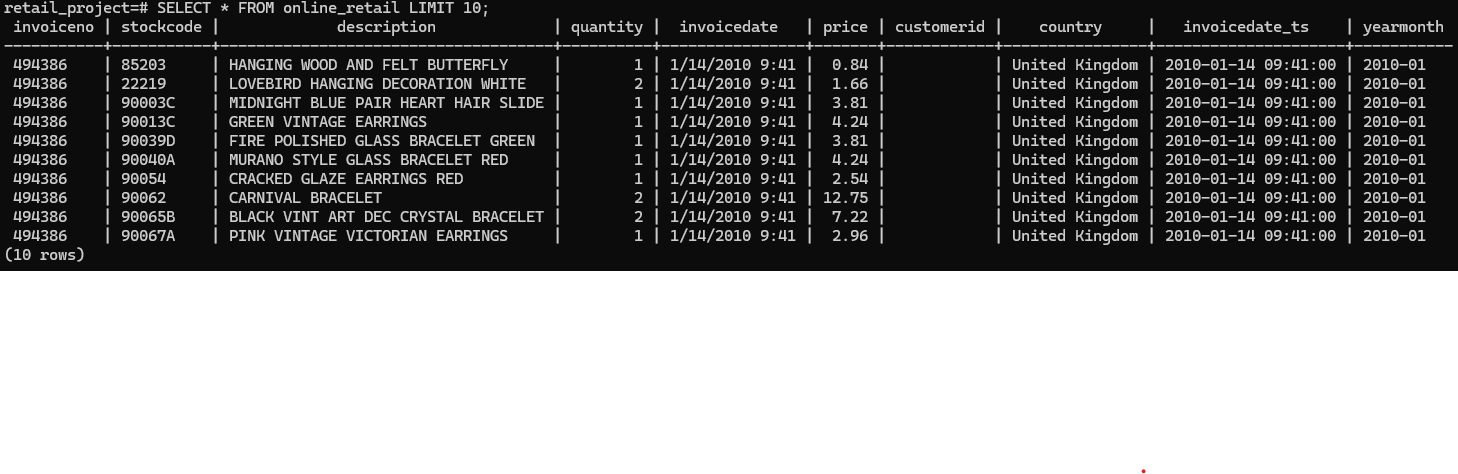 retail_project=# SELECT * FROM online_retail LIMIT 10;
 invoiceno | stockcode |             description             | quantity |  invoicedate   | price | customerid |    country     |    invoicedate_ts   | yearmonth
-----------+-----------+-------------------------------------+----------+----------------+-------+------------+----------------+---------------------+-----------
 494386    | 85203     | HANGING WOOD AND FELT BUTTERFLY     |        1 | 1/14/2010 9:41 |  0.84 |            | United Kingdom | 2010-01-14 09:41:00 | 2010-01
 494386    | 22219     | LOVEBIRD HANGING DECORATION WHITE   |        2 | 1/14/2010 9:41 |  1.66 |            | United Kingdom | 2010-01-14 09:41:00 | 2010-01
 494386    | 90003C    | MIDNIGHT BLUE PAIR HEART HAIR SLIDE |        1 | 1/14/2010 9:41 |  3.81 |            | United Kingdom | 2010-01-14 09:41:00 | 2010-01
 494386    | 90013C    | GREEN VINTAGE EARRINGS              |        1 | 1/14/2010 9:41 |  4.24 |            | United Kingdom | 2010-01-14 09:41:00 | 2010-01
 494386    | 90039D    | FIRE POLISHED GLASS BRACELET GREEN  |        1 | 1/14/2010 9:41 |  3.81 |            | United Kingdom | 2010-01-14 09:41:00 | 2010-01
 494386    | 90040A    | MURANO STYLE GLASS BRACELET RED     |        1 | 1/14/2010 9:41 |  4.24 |            | United Kingdom | 2010-01-14 09:41:00 | 2010-01
 494386    | 90054     | CRACKED GLAZE EARRINGS RED          |        1 | 1/14/2010 9:41 |  2.54 |            | United Kingdom | 2010-01-14 09:41:00 | 2010-01
 494386    | 90062     | CARNIVAL BRACELET                   |        2 | 1/14/2010 9:41 | 12.75 |            | United Kingdom | 2010-01-14 09:41:00 | 2010-01
 494386    | 90065B    | BLACK VINT ART DEC CRYSTAL BRACELET |        2 | 1/14/2010 9:41 |  7.22 |            | United Kingdom | 2010-01-14 09:41:00 | 2010-01
 494386    | 90067A    | PINK VINTAGE VICTORIAN EARRINGS     |        1 | 1/14/2010 9:41 |  2.96 |            | United Kingdom | 2010-01-14 09:41:00 | 2010-01
(10 rows)